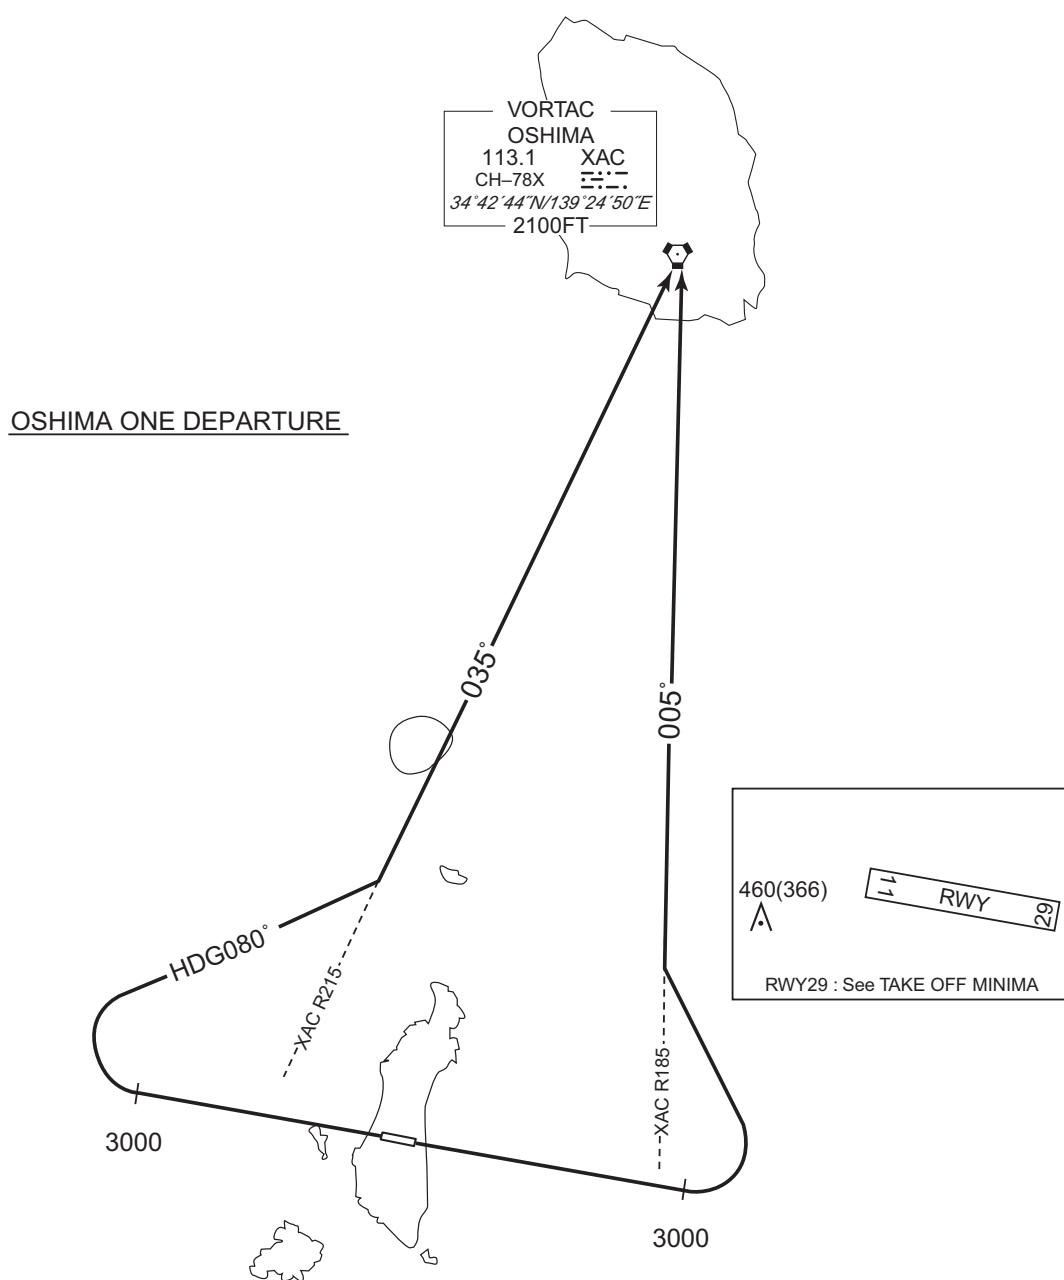 VORTAC
OSHIMA
113.1 XAC
CH–78X
34°42´44˝N/139°24´50˝E
2100FT
OSHIMA ONE DEPARTURE
035°
005°
460(366)
11 RWY 29
RWY29 : See TAKE OFF MINIMA
HDG080°
XAC R215
XAC R185
3000
3000